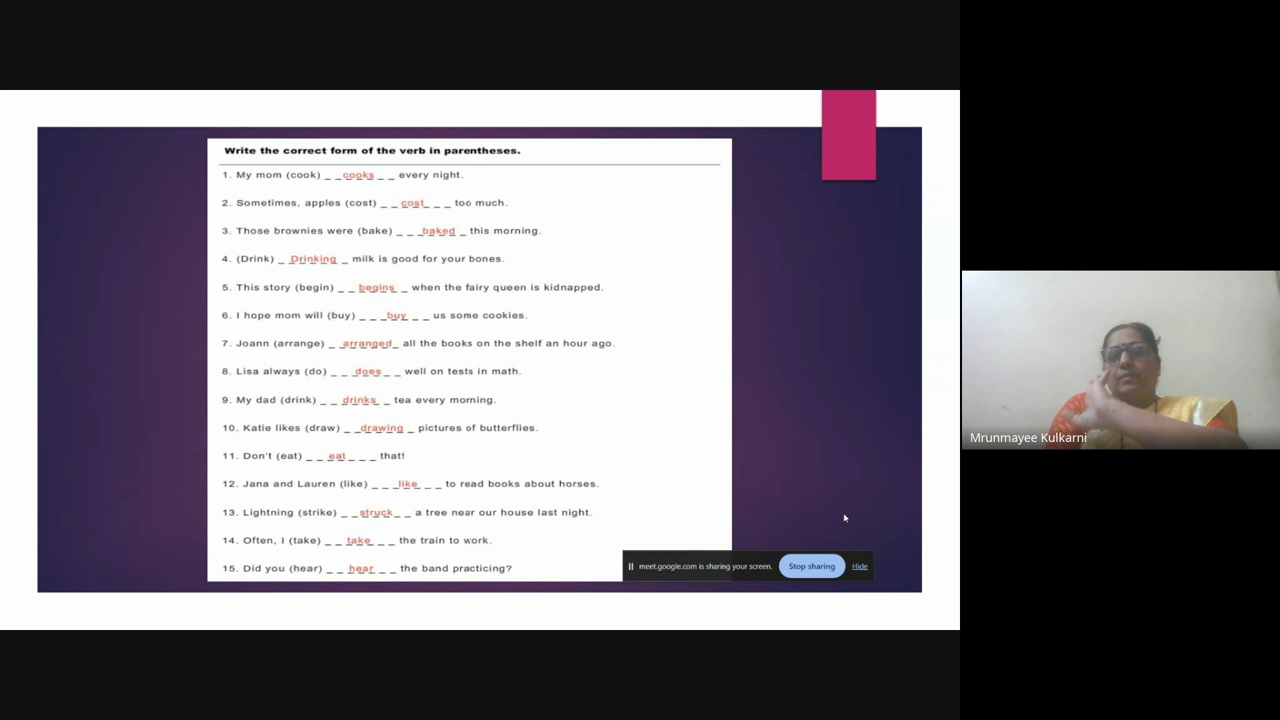 Write the correct form of the verb in parentheses.
1. My mom (cook) _ _cooks_ _ every night.
2. Sometimes, apples (cost) _ _ cost_ _ _ too much.
3. Those brownies were (bake) _ _ _baked _ this morning.
4. (Drink) _ Drinking _ milk is good for your bones.
5. This story (begin) _ _ begins _ when the fairy queen is kidnapped.
6. I hope mom will (buy) _ _ _buy_ _ us some cookies.
7. Joann (arrange) _ arranged_ all the books on the shelf an hour ago.
8. Lisa always (do) _ _ does_ _ well on tests in math.
9. My dad (drink) _ _ drinks _ tea every morning.
10. Katie likes (draw) _ _drawing _ pictures of butterflies.
11. Don't (eat) _ _ eat _ _ _ that!
12. Jana and Lauren (like) _ _ _like_ _ to read books about horses.
13. Lightning (strike) _ _struck_ _ a tree near our house last night.
14. Often, I (take) _ _ take _ _ the train to work.
15. Did you (hear) _ _ hear _ _ the band practicing?
meet.google.com is sharing your screen. Stop sharing Hide
Mrunmayee Kulkarni